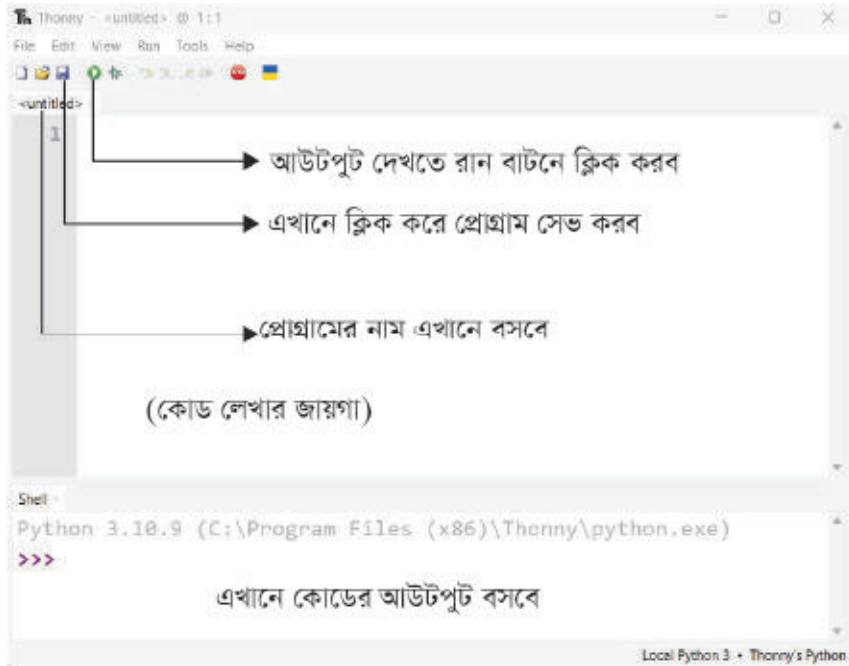 Thonny - <untitled> @ 1:1
File Edit View Run Tools Help
<untitled>
1
আউটপুট দেখতে রান বাটনে ক্লিক করব
এখানে ক্লিক করে প্রোগ্রাম সেভ করব
প্রোগ্রামের নাম এখানে বসবে
(কোড লেখার জায়গা)
Shell
Python 3.10.9 (C:\Program Files (x86)\Thonny\python.exe)
>>>
এখানে কোডের আউটপুট বসবে
Local Python 3 • Thonny's Python